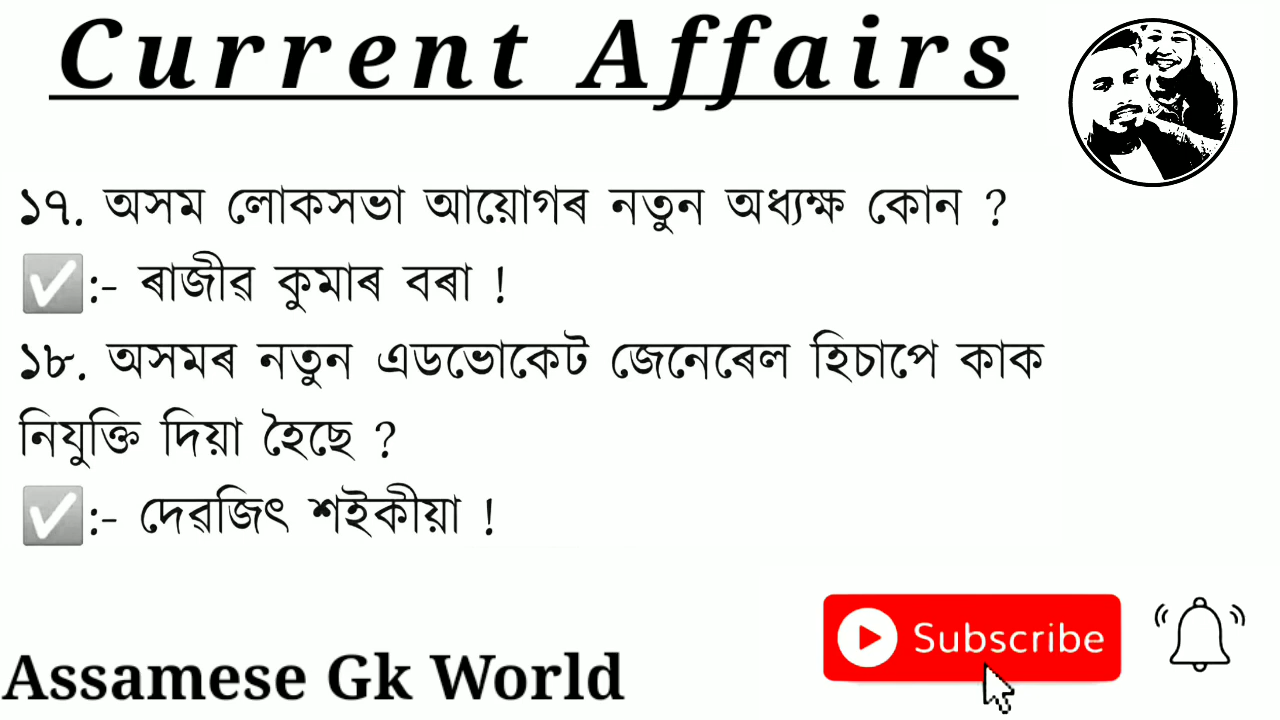 Current Affairs
১৭. অসম লোকসভা আয়োগৰ নতুন অধ্যক্ষ কোন ?
✅:- ৰাজীৱ কুমাৰ বৰা !
১৮. অসমৰ নতুন এডভোকেট জেনেৰেল হিচাপে কাক
নিযুক্তি দিয়া হৈছে ?
✅:- দেৱজিৎ শইকীয়া !
Subscribe
Assamese Gk World